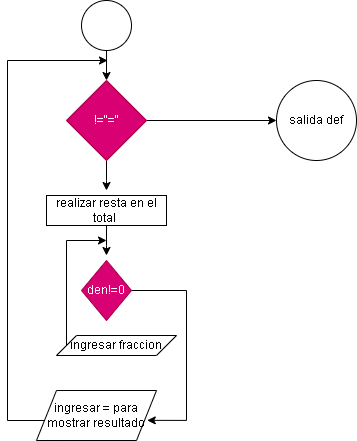 !="="
salida def
realizar resta en el
total
den!=0
ingresar fraccion
ingresar = para
mostrar resultado